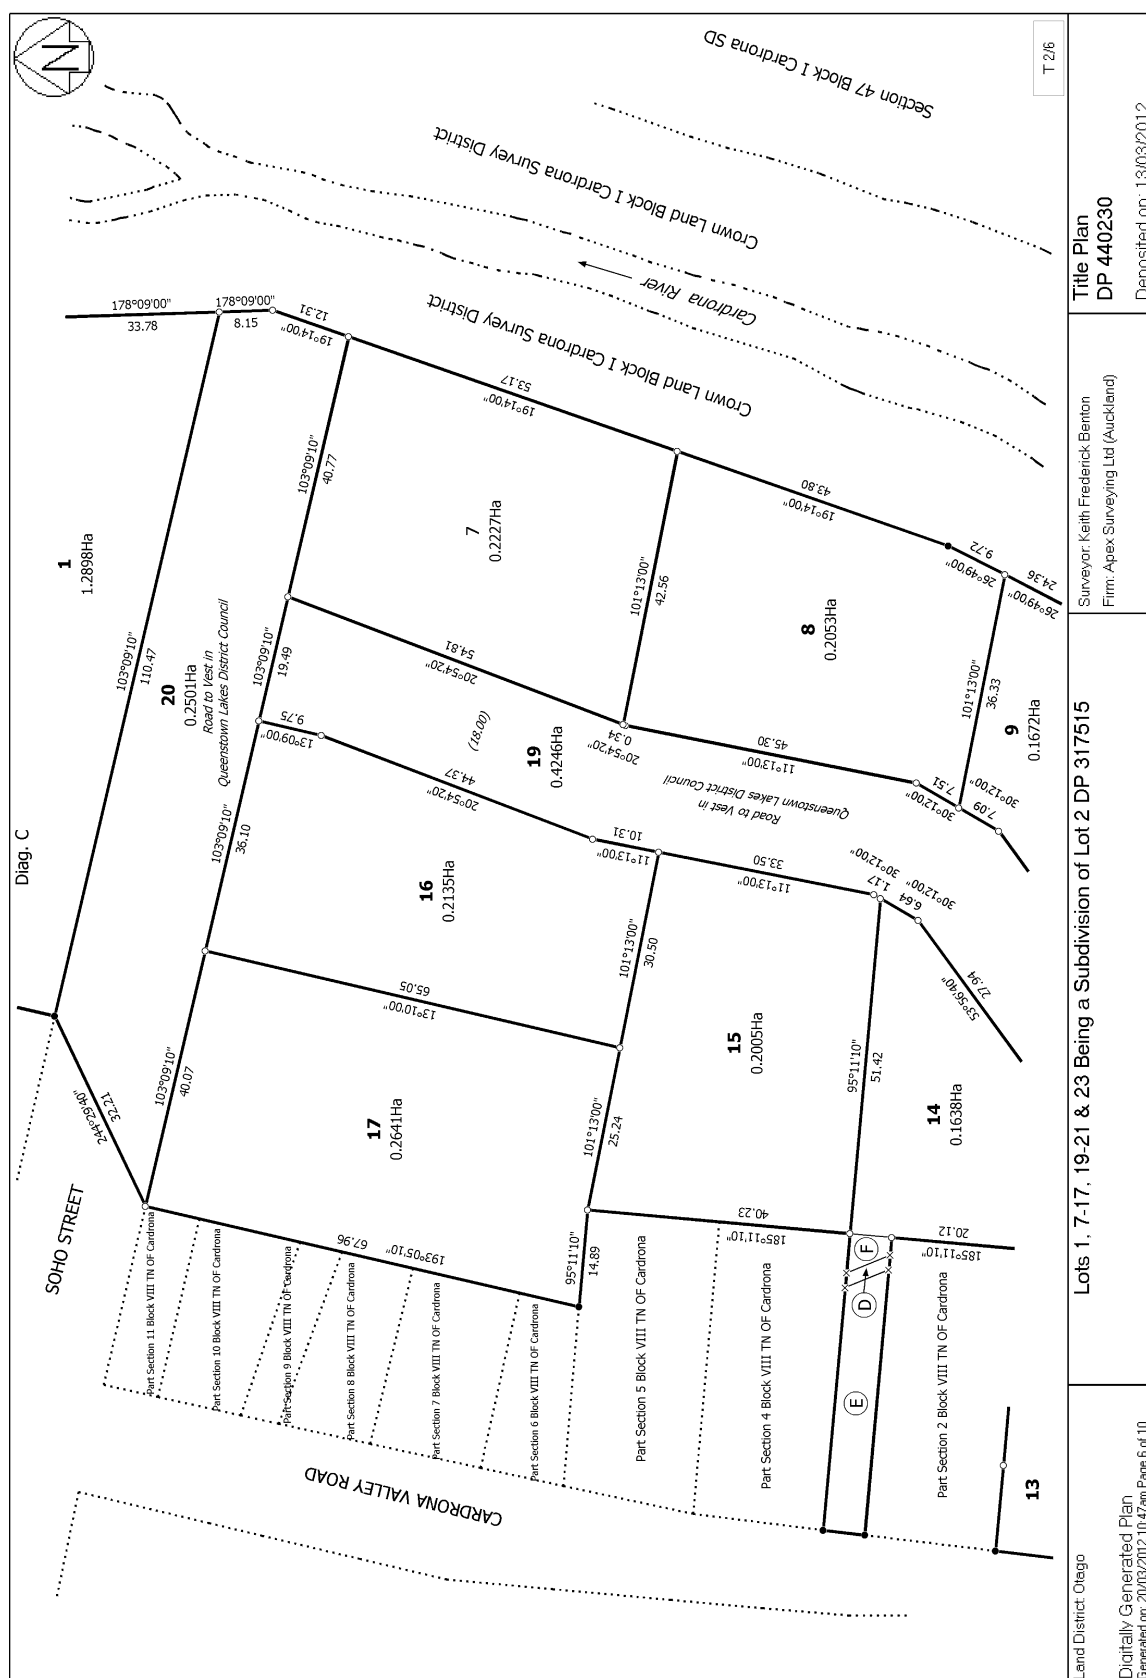 N
Diag. C
T 2/6
Section 47 Block I Cardrona SD
Crown Land Block I Cardrona Survey District
Cardrona River
Crown Land Block I Cardrona Survey District
178°09'00"
33.78
178°09'00"
8.15
12.31
19°14'00"
53.17
19°14'00"
43.80
19°14'00"
9.72
26°49'00"
24.36
26°49'00"
1
1.2898Ha
103°09'10"
110.47
20
0.2501Ha
Road to Vest in
Queenstown Lakes District Council
103°09'10"
40.77
103°09'10"
19.49
103°09'10"
36.10
103°09'10"
40.07
244°29'40"
32.21
7
0.2227Ha
101°13'00"
42.56
8
0.2053Ha
101°13'00"
36.33
9
0.1672Ha
54.81
20°54'20"
0.34
20°54'20"
45.30
11°13'00"
7.51
30°12'00"
7.09
30°12'00"
(18.00)
19
0.4246Ha
Road to Vest in
Queenstown Lakes District Council
9.75
13°09'00"
44.37
20°54'20"
10.31
11°13'00"
33.50
11°13'00"
1.17
30°12'00"
6.64
30°12'00"
27.94
53°56'40"
16
0.2135Ha
65.05
13°10'00"
101°13'00"
30.50
17
0.2641Ha
101°13'00"
25.24
15
0.2005Ha
95°11'10"
51.42
14
0.1638Ha
67.96
193°05'10"
95°11'10"
14.89
40.23
185°11'10"
20.12
185°11'10"
F
D
E
13
SOHO STREET
CARDRONA VALLEY ROAD
Part Section 11 Block VIII TN OF Cardrona
Part Section 10 Block VIII TN OF Cardrona
Part Section 9 Block VIII TN OF Cardrona
Part Section 8 Block VIII TN OF Cardrona
Part Section 7 Block VIII TN OF Cardrona
Part Section 6 Block VIII TN OF Cardrona
Part Section 5 Block VIII TN OF Cardrona
Part Section 4 Block VIII TN OF Cardrona
Part Section 2 Block VIII TN OF Cardrona
Land District: Otago
Digitally Generated Plan
Generated on: 20/03/2012 10:47am Page 6 of 10
Lots 1, 7-17, 19-21 & 23 Being a Subdivision of Lot 2 DP 317515
Surveyor: Keith Frederick Benton
Firm: Apex Surveying Ltd (Auckland)
Title Plan
DP 440230
Deposited on: 13/03/2012